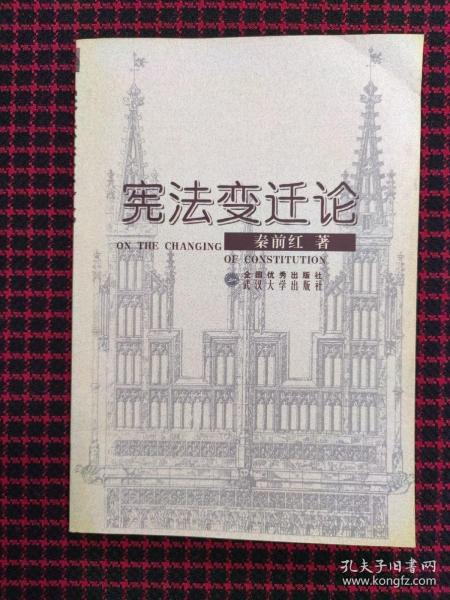 宪法变迁论
ON THE CHANGING
秦前红 著
OF CONSTITUTION
全国优秀出版社
武汉大学出版社
孔夫子旧书网
www.kongfz.com